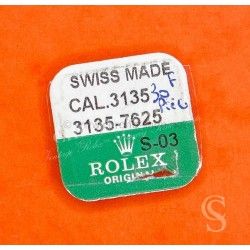 SWISS MADE
CAL.3135
3135-7625
S-03
ROLEX
ORIGINAL
S